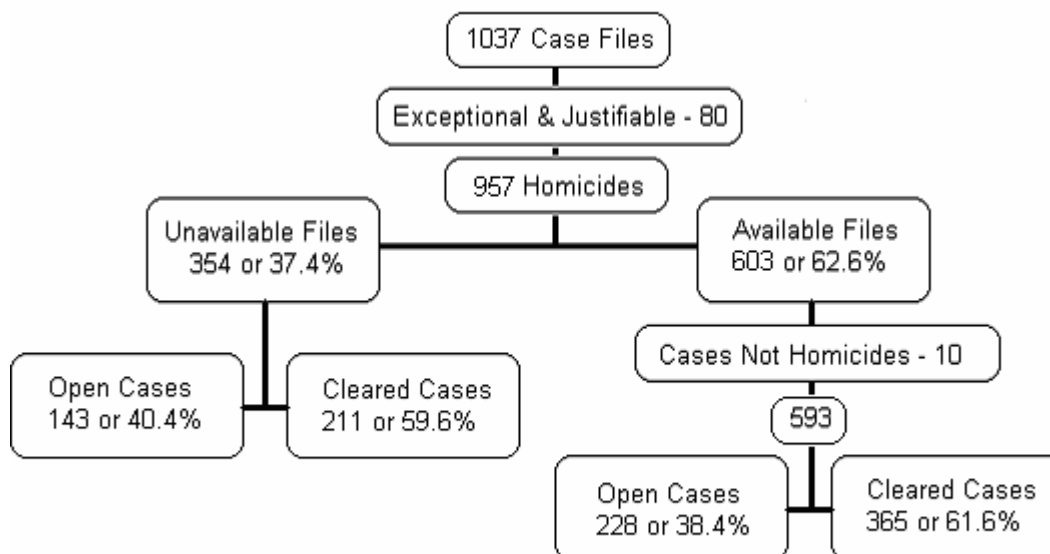 1037 Case Files
Exceptional & Justifiable - 80
957 Homicides
Unavailable Files
354 or 37.4%
Available Files
603 or 62.6%
Open Cases
143 or 40.4%
Cleared Cases
211 or 59.6%
Cases Not Homicides - 10
593
Open Cases
228 or 38.4%
Cleared Cases
365 or 61.6%